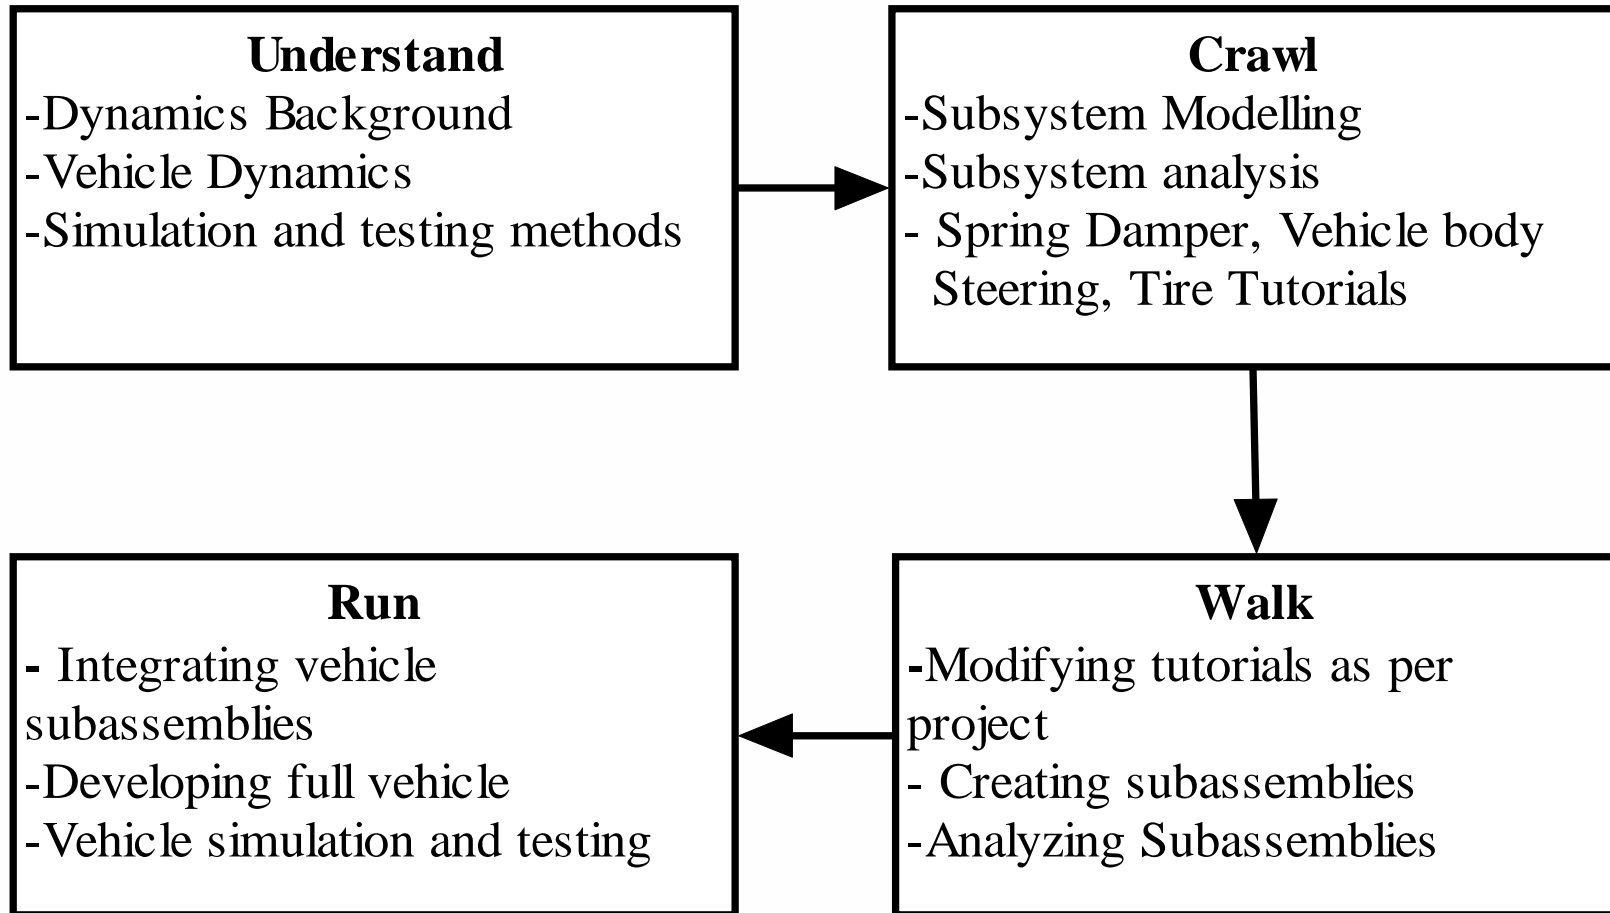 Understand
-Dynamics Background
-Vehicle Dynamics
-Simulation and testing methods
Crawl
-Subsystem Modelling
-Subsystem analysis
- Spring Damper, Vehicle body
Steering, Tire Tutorials
Walk
-Modifying tutorials as per
project
- Creating subassemblies
-Analyzing Subassemblies
Run
- Integrating vehicle
subassemblies
-Developing full vehicle
-Vehicle simulation and testing